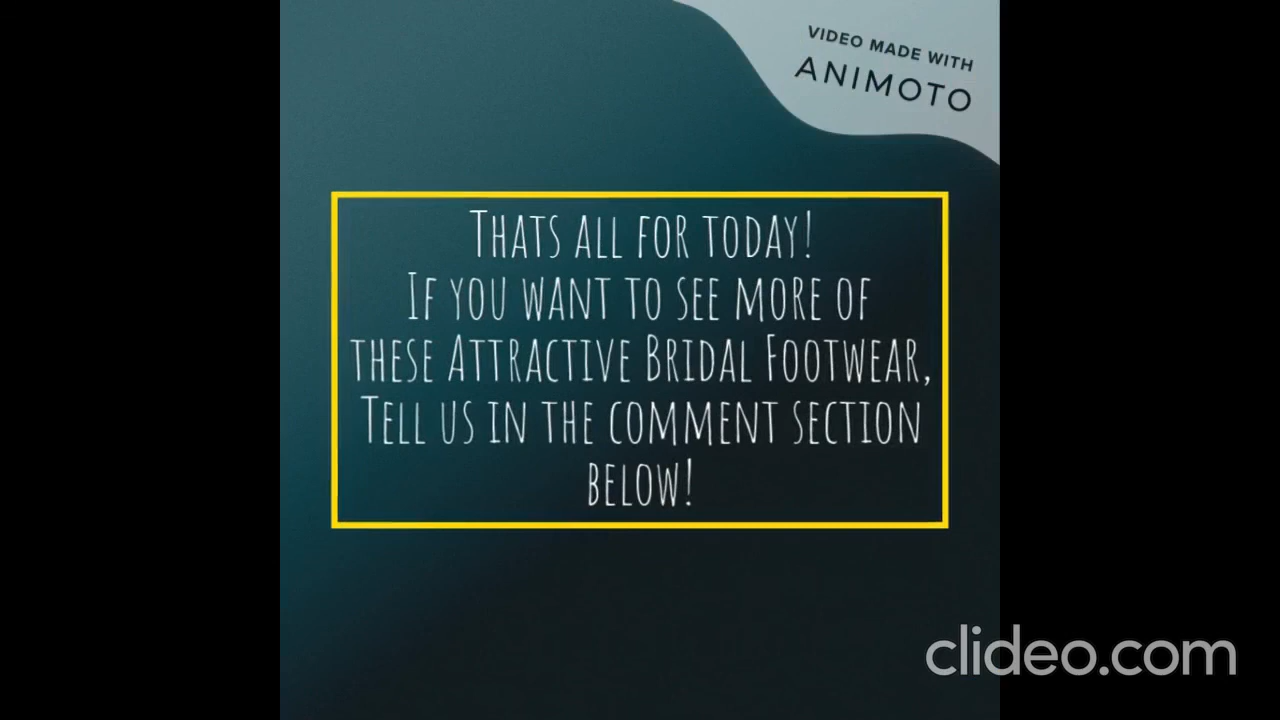 VIDEO MADE WITH
ANIMOTO
THATS ALL FOR TODAY!
IF YOU WANT TO SEE MORE OF
THESE ATTRACTIVE BRIDAL FOOTWEAR,
TELL US IN THE COMMENT SECTION
BELOW!
clideo.com